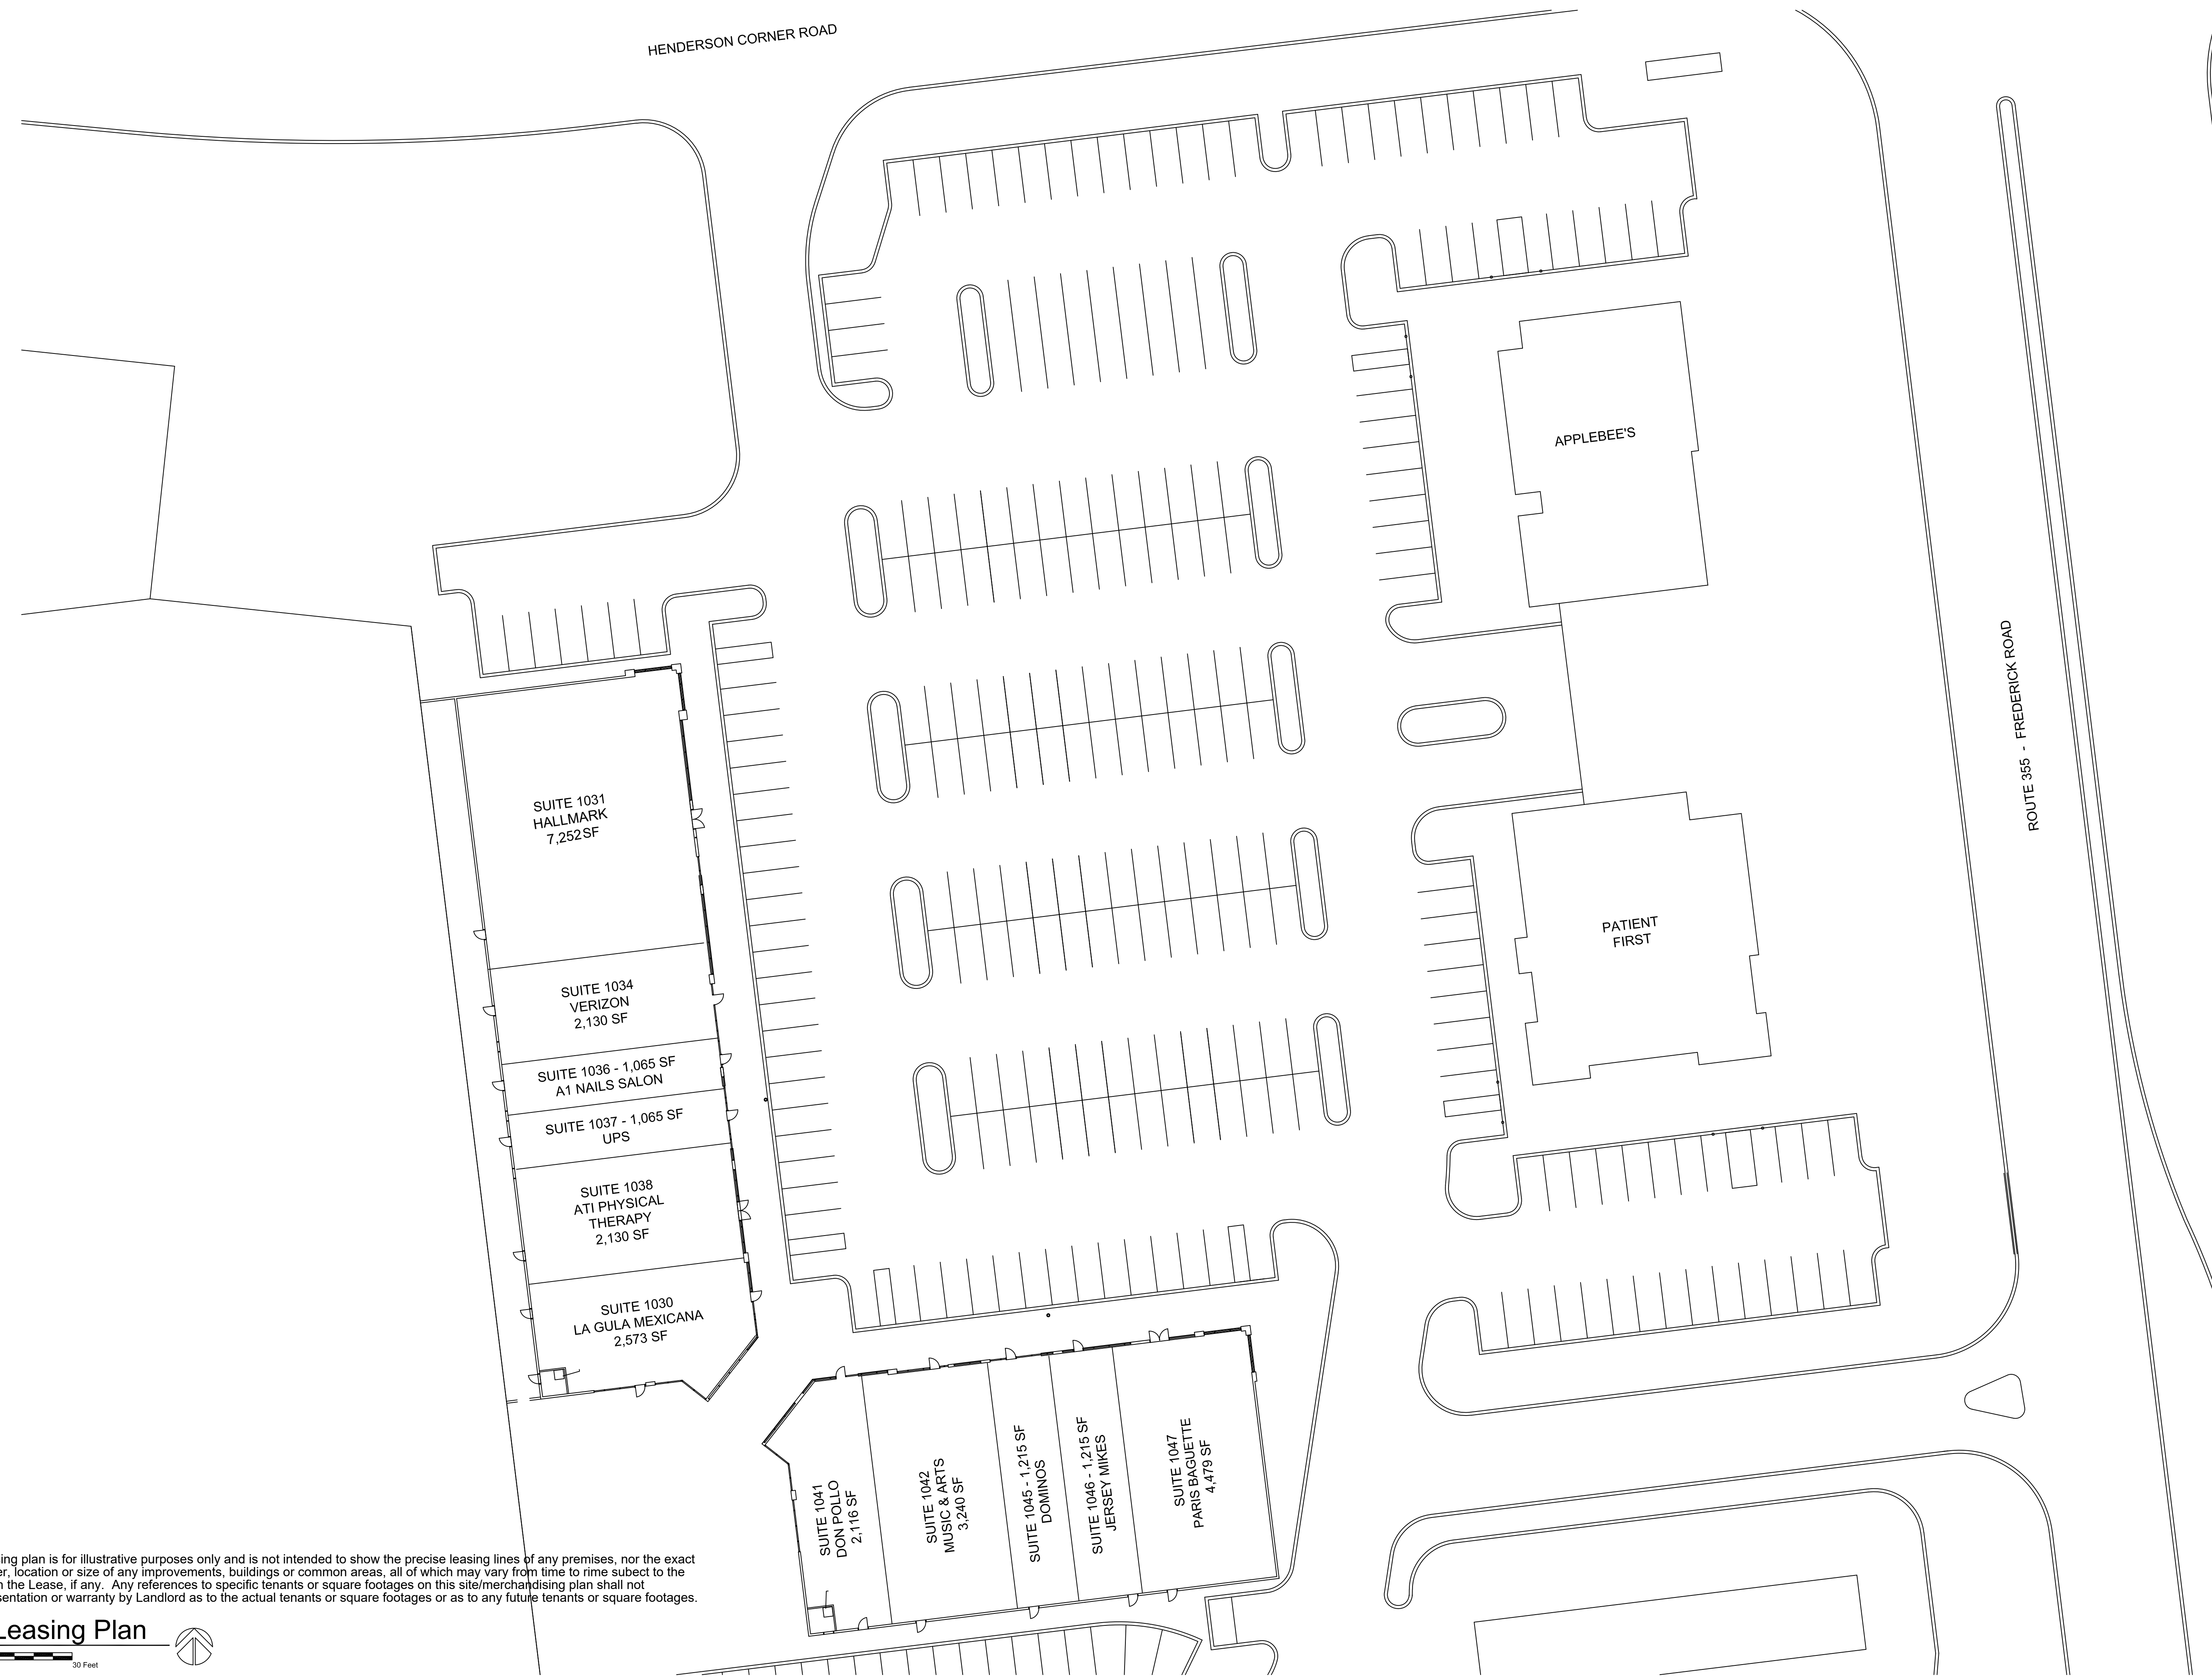 HENDERSON CORNER ROAD
APPLEBEE'S
ROUTE 355 - FREDERICK ROAD
SUITE 1031
HALLMARK
7,252SF
PATIENT
FIRST
SUITE 1034
VERIZON
2,130 SF
SUITE 1036 - 1,065 SF
A1 NAILS SALON
SUITE 1037 - 1,065 SF
UPS
SUITE 1038
ATI PHYSICAL
THERAPY
2,130 SF
SUITE 1030
LA GULA MEXICANA
2,573 SF
SUITE 1041
DON POLLO
2,116 SF
SUITE 1042
MUSIC & ARTS
3,240 SF
SUITE 1045 - 1,215 SF
DOMINOS
SUITE 1046 - 1,215 SF
JERSEY MIKES
SUITE 1047
PARIS BAGUETTE
4,479 SF
ing plan is for illustrative purposes only and is not intended to show the precise leasing lines of any premises, nor the exact
er, location or size of any improvements, buildings or common areas, all of which may vary from time to rime subect to the
n the Lease, if any. Any references to specific tenants or square footages on this site/merchandising plan shall not
sentation or warranty by Landlord as to the actual tenants or square footages or as to any future tenants or square footages.
Leasing Plan
30 Feet